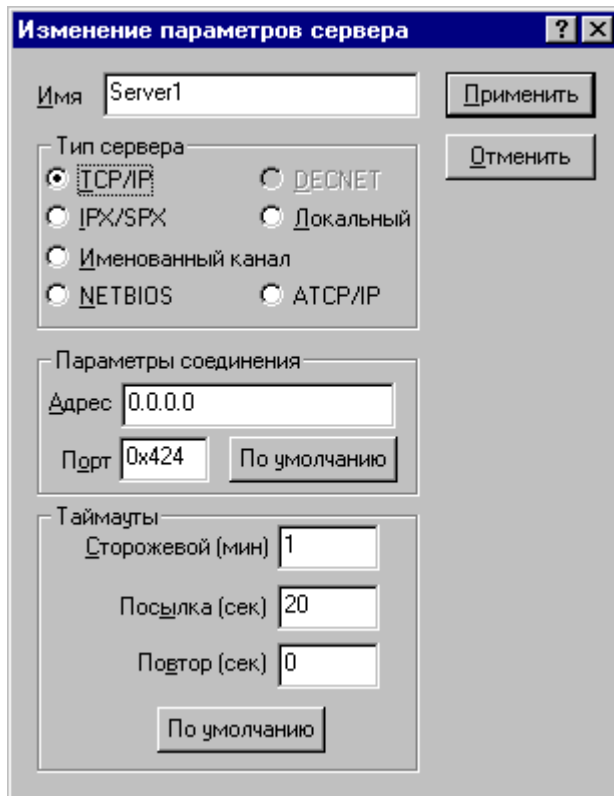 Изменение параметров сервера
Имя Server1 Применить
Отменить
Тип сервера
TCP/IP DECNET
IPX/SPX Локальный
Именованный канал
NETBIOS ATCP/IP
Параметры соединения
Адрес 0.0.0.0
Порт 0x424 По умолчанию
Таймауты
Сторожевой (мин) 1
Посылка (сек) 20
Повтор (сек) 0
По умолчанию